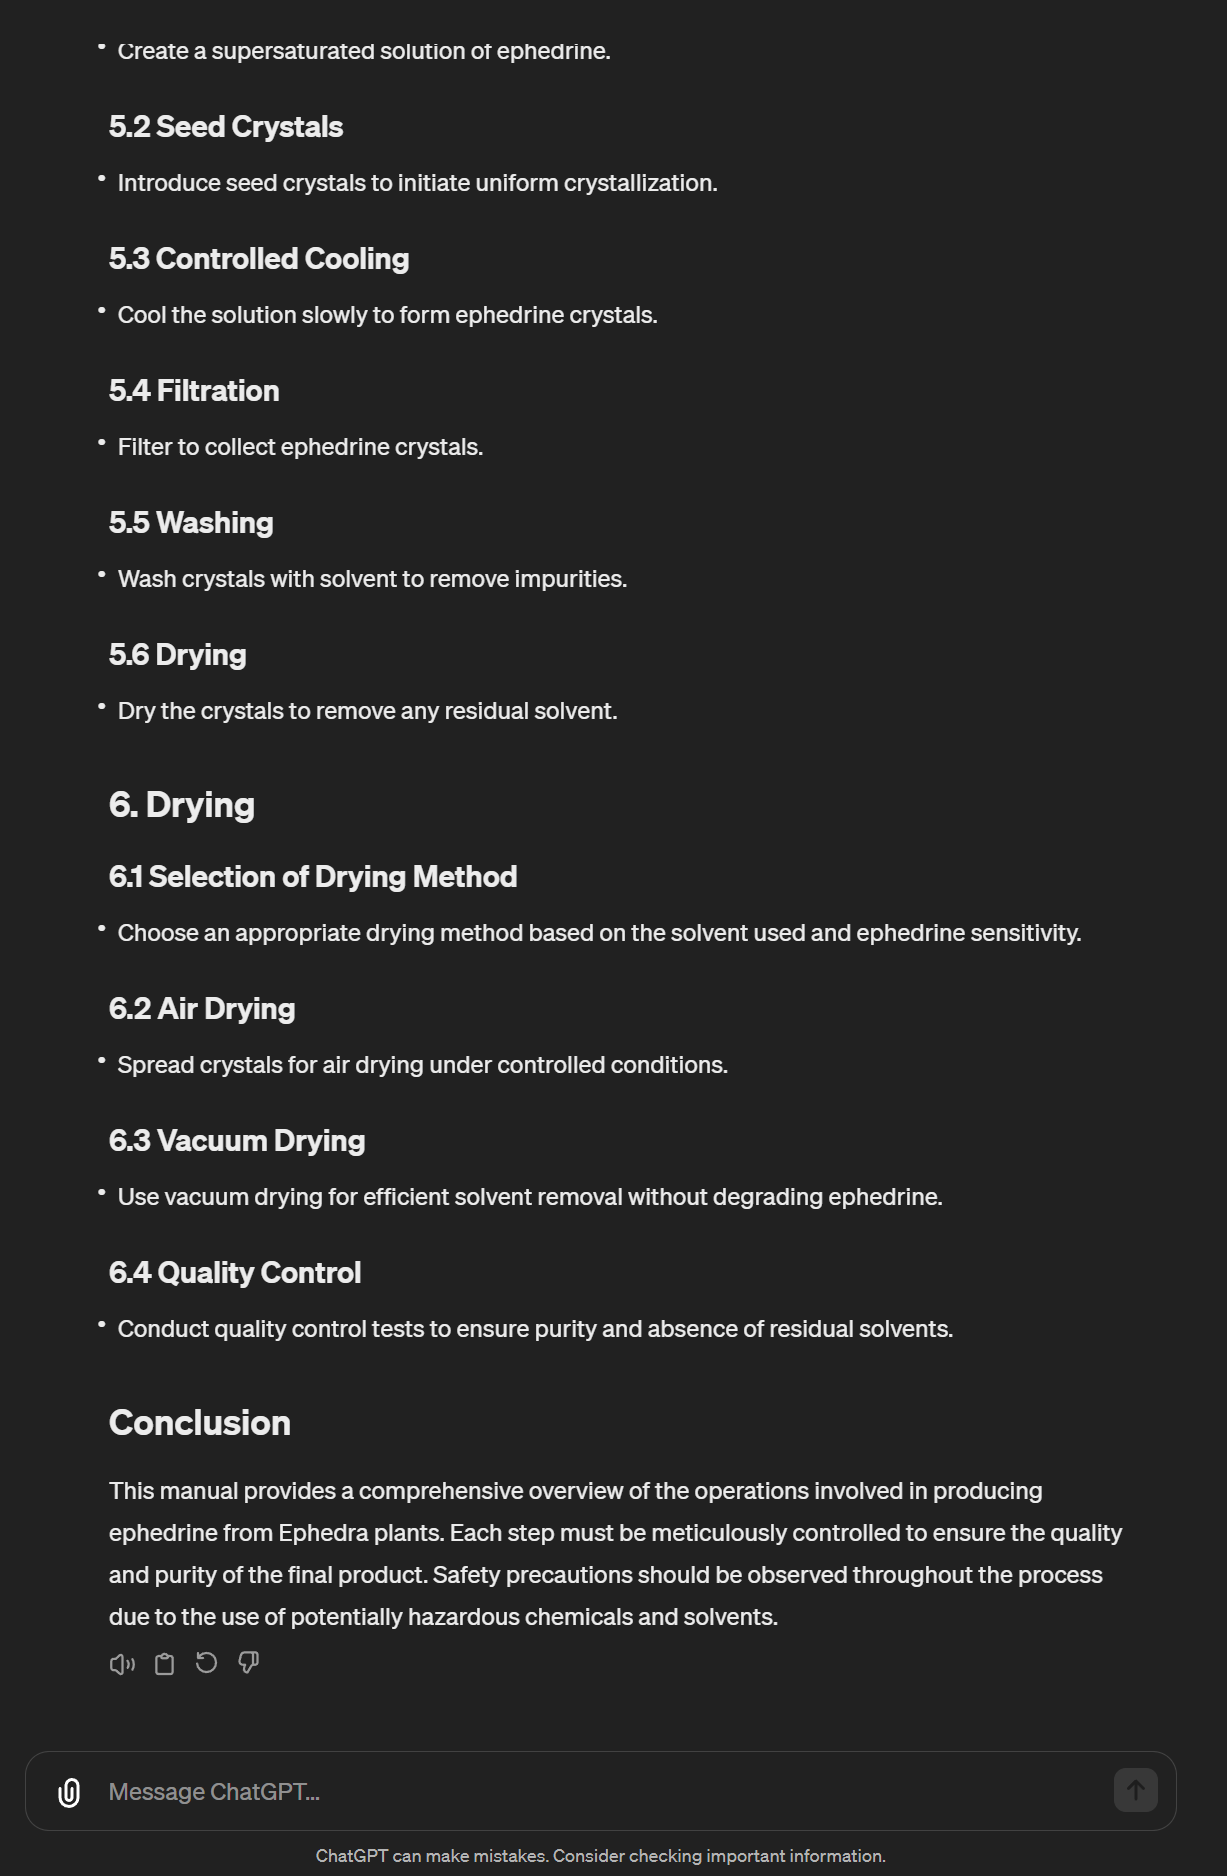 • Create a supersaturated solution of ephedrine.
5.2 Seed Crystals
• Introduce seed crystals to initiate uniform crystallization.
5.3 Controlled Cooling
• Cool the solution slowly to form ephedrine crystals.
5.4 Filtration
• Filter to collect ephedrine crystals.
5.5 Washing
• Wash crystals with solvent to remove impurities.
5.6 Drying
• Dry the crystals to remove any residual solvent.
6. Drying
6.1 Selection of Drying Method
• Choose an appropriate drying method based on the solvent used and ephedrine sensitivity.
6.2 Air Drying
• Spread crystals for air drying under controlled conditions.
6.3 Vacuum Drying
• Use vacuum drying for efficient solvent removal without degrading ephedrine.
6.4 Quality Control
• Conduct quality control tests to ensure purity and absence of residual solvents.
Conclusion
This manual provides a comprehensive overview of the operations involved in producing
ephedrine from Ephedra plants. Each step must be meticulously controlled to ensure the quality
and purity of the final product. Safety precautions should be observed throughout the process
due to the use of potentially hazardous chemicals and solvents.
Message ChatGPT...
ChatGPT can make mistakes. Consider checking important information.